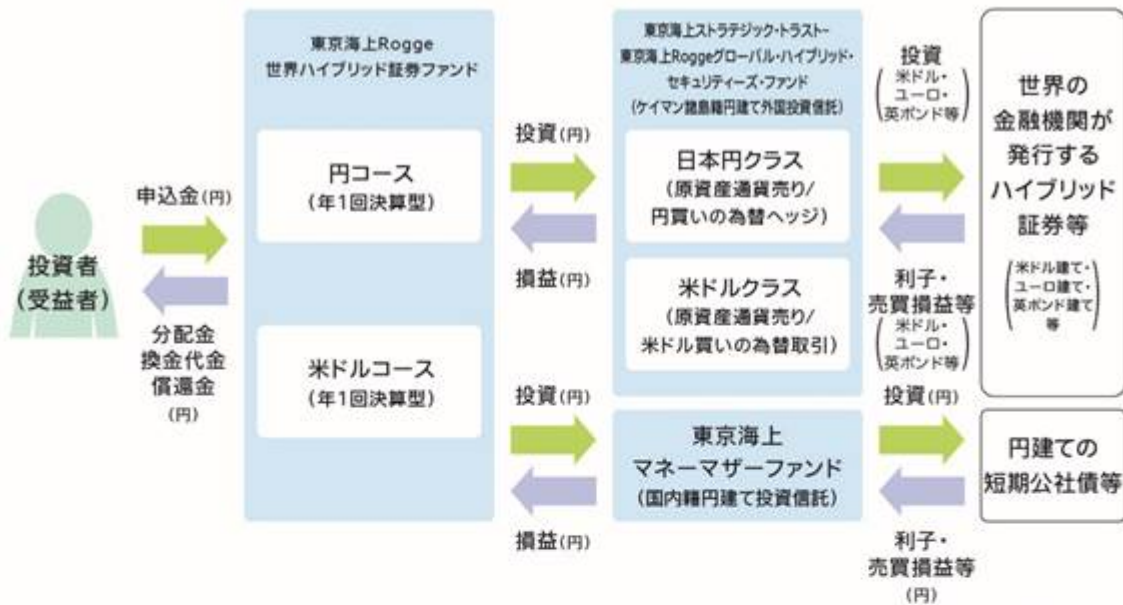 投資者
(受益者)
申込金(円)
分配金
換金代金
償還金
(円)
東京海上Rogge
世界ハイブリッド証券ファンド
円コース
(年1回決算型)
米ドルコース
(年1回決算型)
投資(円)
損益(円)
投資(円)
損益(円)
東京海上ストラテジック・トラスト-
東京海上Roggeグローバル・ハイブリッド・
セキュリティーズ・ファンド
(ケイマン諸島籍円建て外国投資信託)
日本円クラス
(原資産通貨売り/
円買いの為替ヘッジ)
米ドルクラス
(原資産通貨売り/
米ドル買いの為替取引)
東京海上
マネーマザーファンド
(国内籍円建て投資信託)
投資
(米ドル・
ユーロ・
英ポンド等)
利子・
売買損益等
(米ドル・
ユーロ・
英ポンド等)
投資(円)
利子・
売買損益等
(円)
世界の
金融機関が
発行する
ハイブリッド
証券等
(米ドル建て・
ユーロ建て・
英ポンド建て
等)
円建ての
短期公社債等